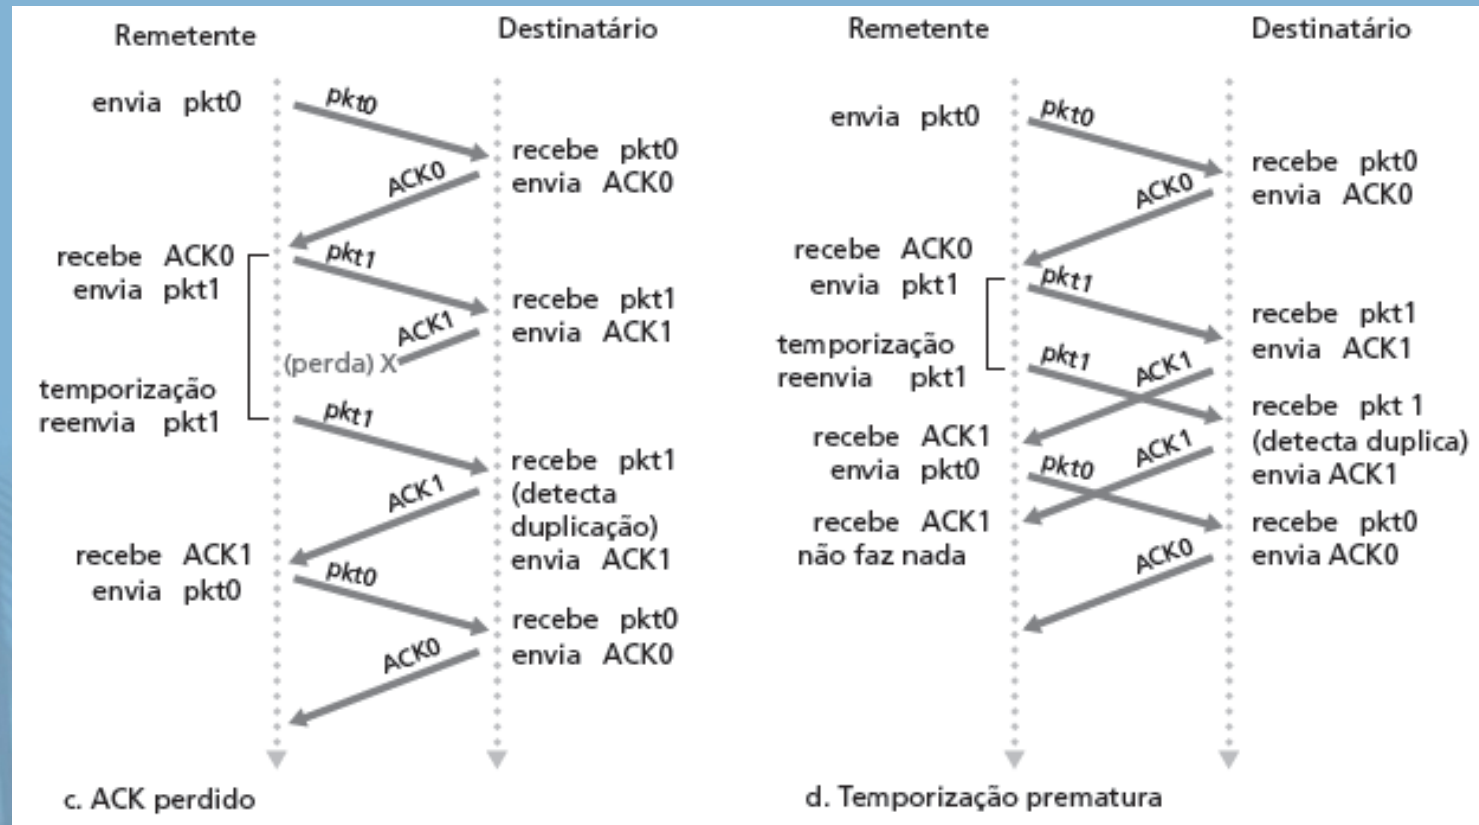 Remetente
Destinatário
envia pkt0
pkt0
recebe pkt0
envia ACK0
ACK0
recebe ACK0
envia pkt1
pkt1
recebe pkt1
envia ACK1
ACK1
(perda) X
temporização
reenvia pkt1
pkt1
recebe pkt1
(detecta
duplicação)
envia ACK1
ACK1
recebe ACK1
envia pkt0
pkt0
recebe pkt0
envia ACK0
ACK0
c. ACK perdido
Remetente
Destinatário
envia pkt0
pkt0
recebe pkt0
envia ACK0
ACK0
recebe ACK0
envia pkt1
pkt1
recebe pkt1
envia ACK1
temporização
reenvia pkt1
pkt1
ACK1
recebe pkt 1
(detecta duplica)
envia ACK1
recebe ACK1
envia pkt0
pkt0
ACK1
recebe pkt0
envia ACK0
recebe ACK1
não faz nada
ACK0
d. Temporização prematura